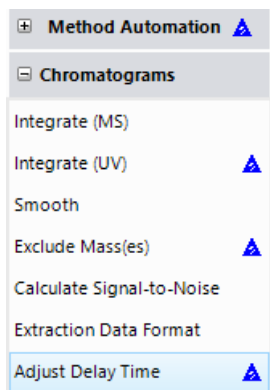 Method Automation
Chromatograms
Integrate (MS)
Integrate (UV)
Smooth
Exclude Mass(es)
Calculate Signal-to-Noise
Extraction Data Format
Adjust Delay Time